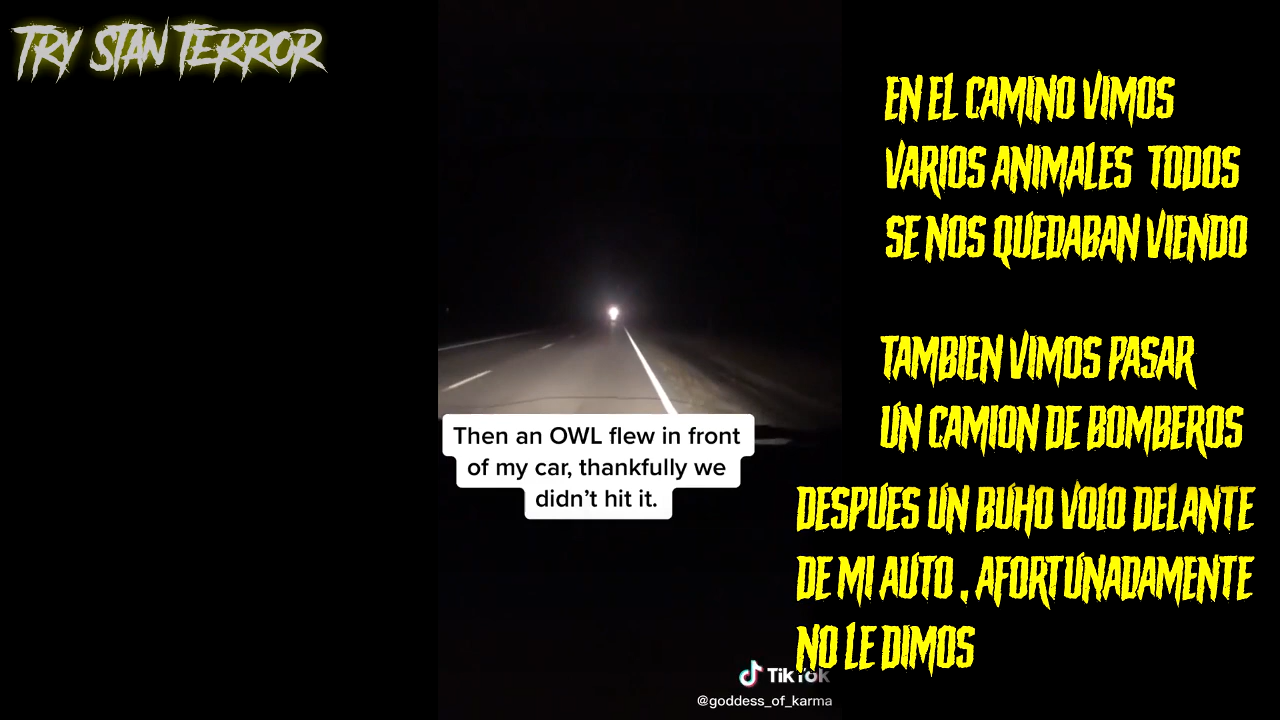 TRY STAN TERROR
EN EL CAMINO VIMOS
VARIOS ANIMALES TODOS
SE NOS QUEDABAN VIENDO
TAMBIEN VIMOS PASAR
UN CAMION DE BOMBEROS
DESPUES UN BUHO VOLO DELANTE
DE MI AUTO , AFORTUNADAMENTE
NO LE DIMOS
Then an OWL flew in front
of my car, thankfully we
didn't hit it.
TikTok
@goddess_of_karma